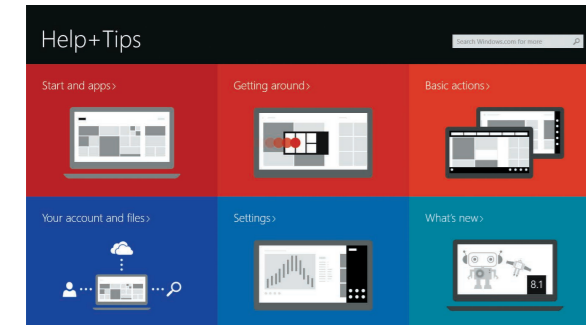 Help+Tips
Search Windows.com for more
Start and apps>
Getting around>
Basic actions>
Your account and files>
Settings>
What's new>
8.1